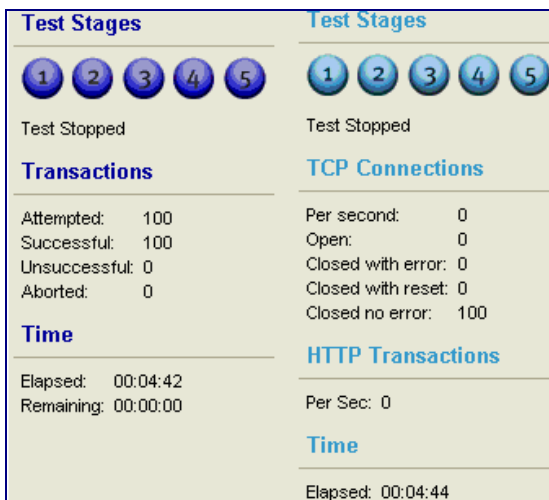 Test Stages
1 2 3 4 5
Test Stopped
Transactions
Attempted: 100
Successful: 100
Unsuccessful: 0
Aborted: 0
Time
Elapsed: 00:04:42
Remaining: 00:00:00
Test Stages
1 2 3 4 5
Test Stopped
TCP Connections
Per second: 0
Open: 0
Closed with error: 0
Closed with reset: 0
Closed no error: 100
HTTP Transactions
Per Sec: 0
Time
Elapsed: 00:04:44